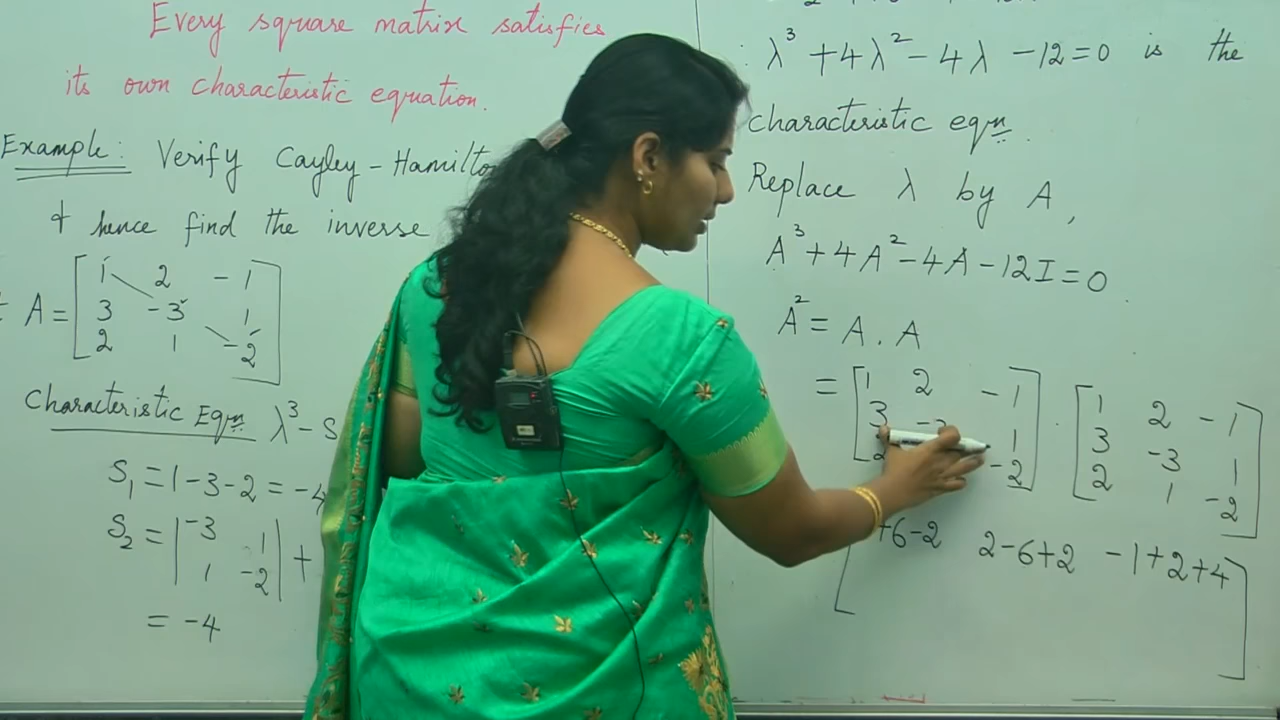 Every square matrix satisfies
its own characteristic equation.
Example: Verify Cayley-Hamilto
& hence find the inverse
A = [ 1 2 -1
3 -3 1
2 1 -2 ]
Characteristic Eqn λ³-S
S₁ = 1-3-2 = -4
S₂ = | -3 1
1 -2 | +
= -4
λ³ + 4λ² - 4λ - 12 = 0 is the
characteristic eqn.
Replace λ by A,
A³ + 4A² - 4A - 12I = 0
A² = A . A
= [ 1 2 -1 ] . [ 1 2 -1 ]
3 1 3 -3 1
-2 2 1 -2
+6-2 2-6+2 -1+2+4